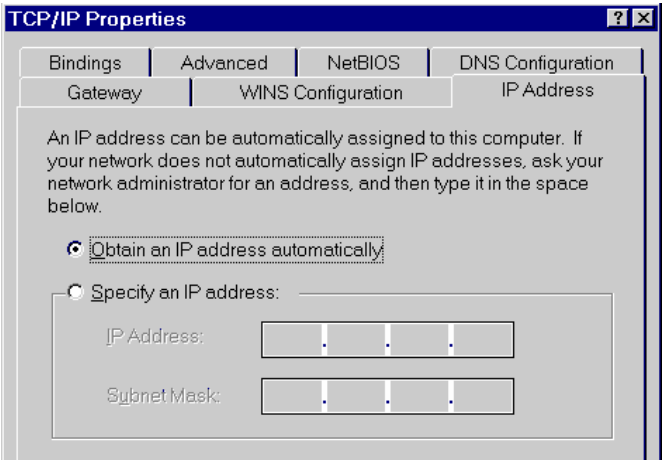 TCP/IP Properties
Bindings Advanced NetBIOS DNS Configuration
Gateway WINS Configuration IP Address
An IP address can be automatically assigned to this computer. If
your network does not automatically assign IP addresses, ask your
network administrator for an address, and then type it in the space
below.
Obtain an IP address automatically
Specify an IP address:
IP Address:
. . .
Subnet Mask:
. . .